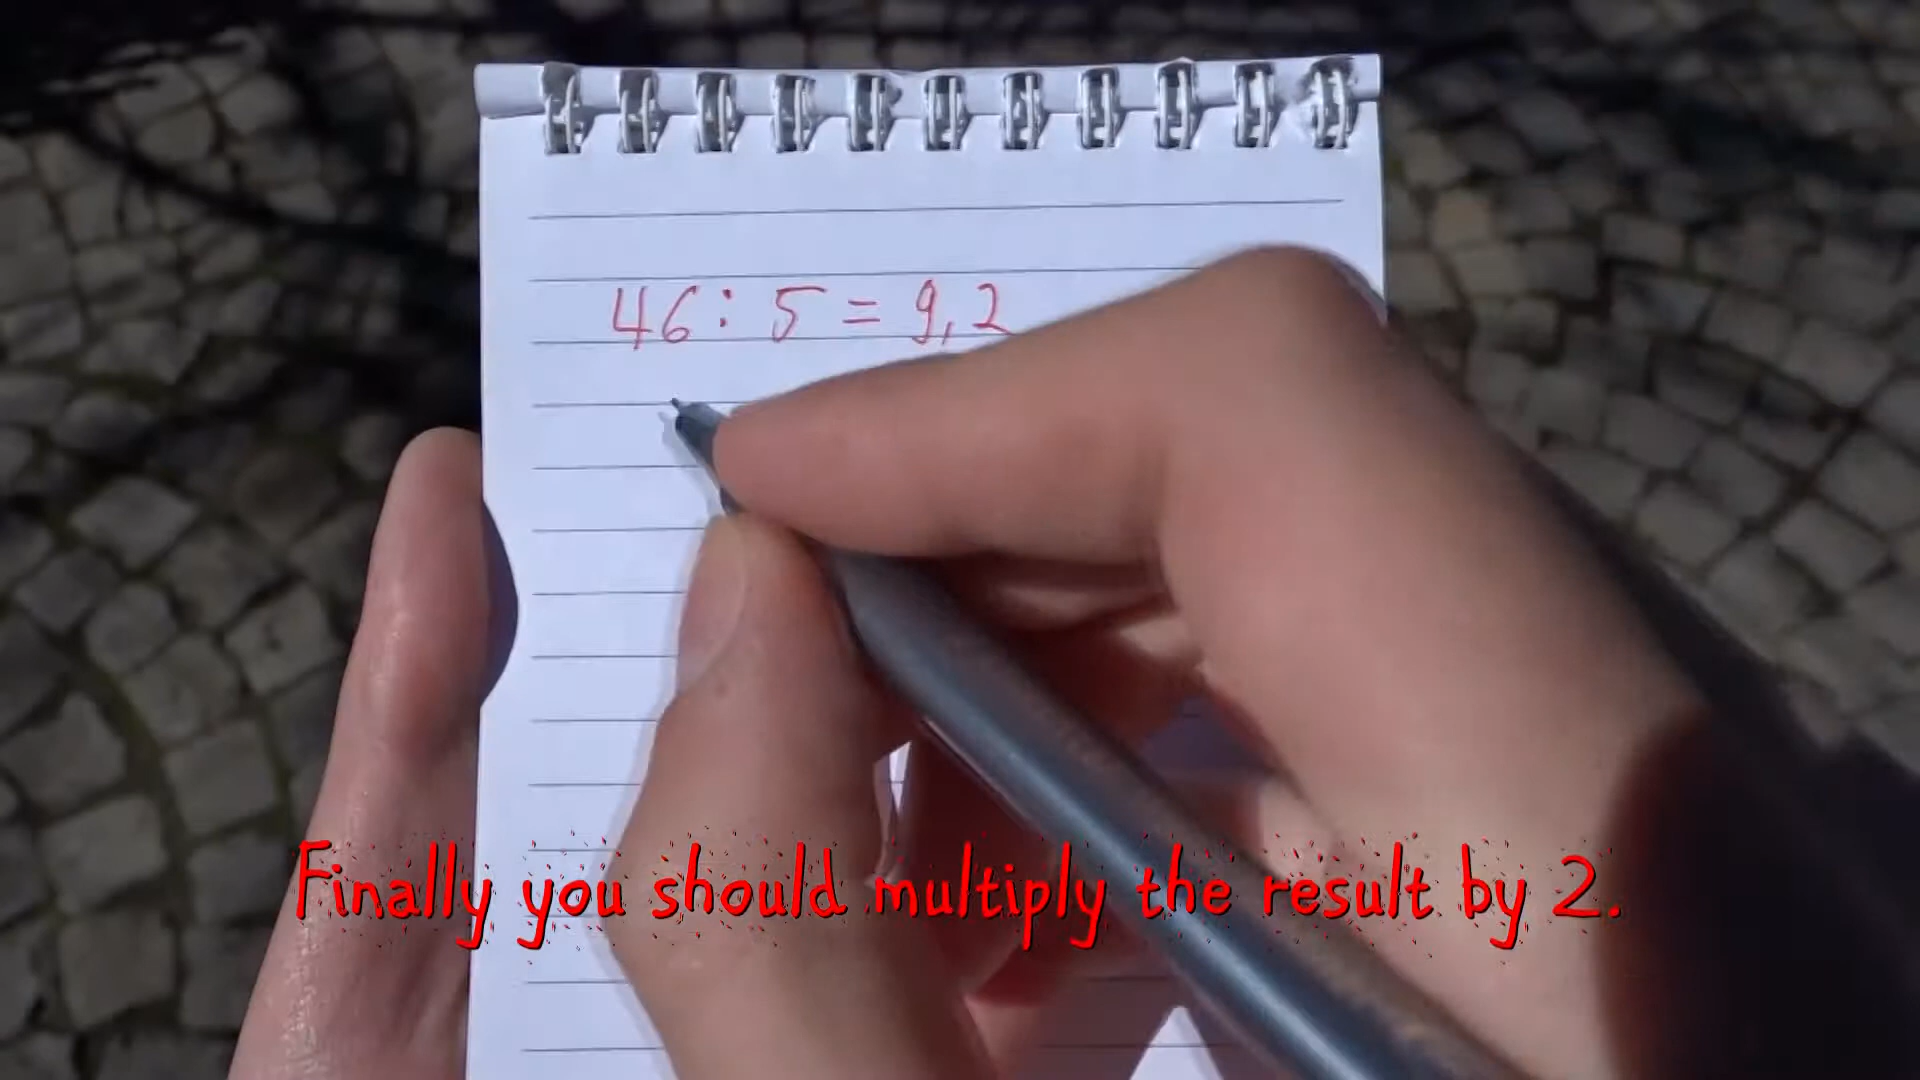 46 : 5 = 9,2
Finally you should multiply the result by 2.